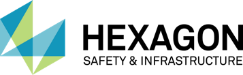 HEXAGON
SAFETY & INFRASTRUCTURE